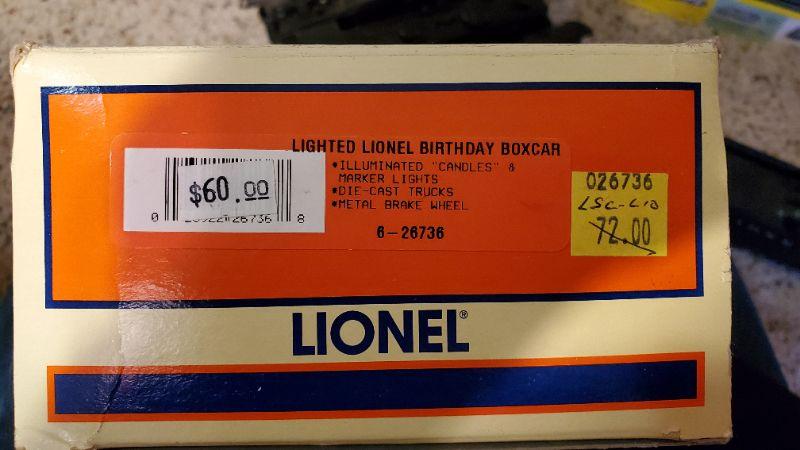 LIGHTED LIONEL BIRTHDAY BOXCAR
•ILLUMINATED "CANDLES" &
MARKER LIGHTS
•DIE-CAST TRUCKS
•METAL BRAKE WHEEL
6-26736
$60.00
0 26736 8
026736
72.00
LIONEL®